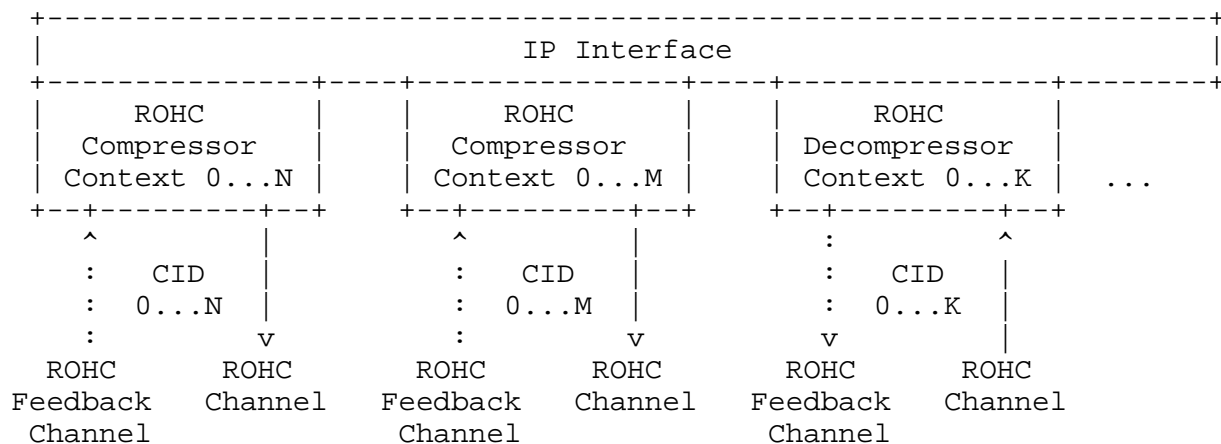 +---------------------------------------------------------------+
|                          IP Interface                          |
+---------------+----+---------------+----+---------------+--------+
|     ROHC      |    |     ROHC      |    |     ROHC      |
|  Compressor   |    |  Compressor   |    | Decompressor  |
| Context 0...N |    | Context 0...M |    | Context 0...K |  ...
+--+---------+--+    +--+---------+--+    +--+---------+--+
   ^         |          ^         |          :         ^
   :   CID   |          :   CID   |          :   CID   |
   :  0...N  |          :  0...M  |          :  0...K  |
   :         v          :         v          v         |
  ROHC      ROHC       ROHC      ROHC       ROHC      ROHC
Feedback   Channel   Feedback   Channel   Feedback   Channel
 Channel              Channel              Channel